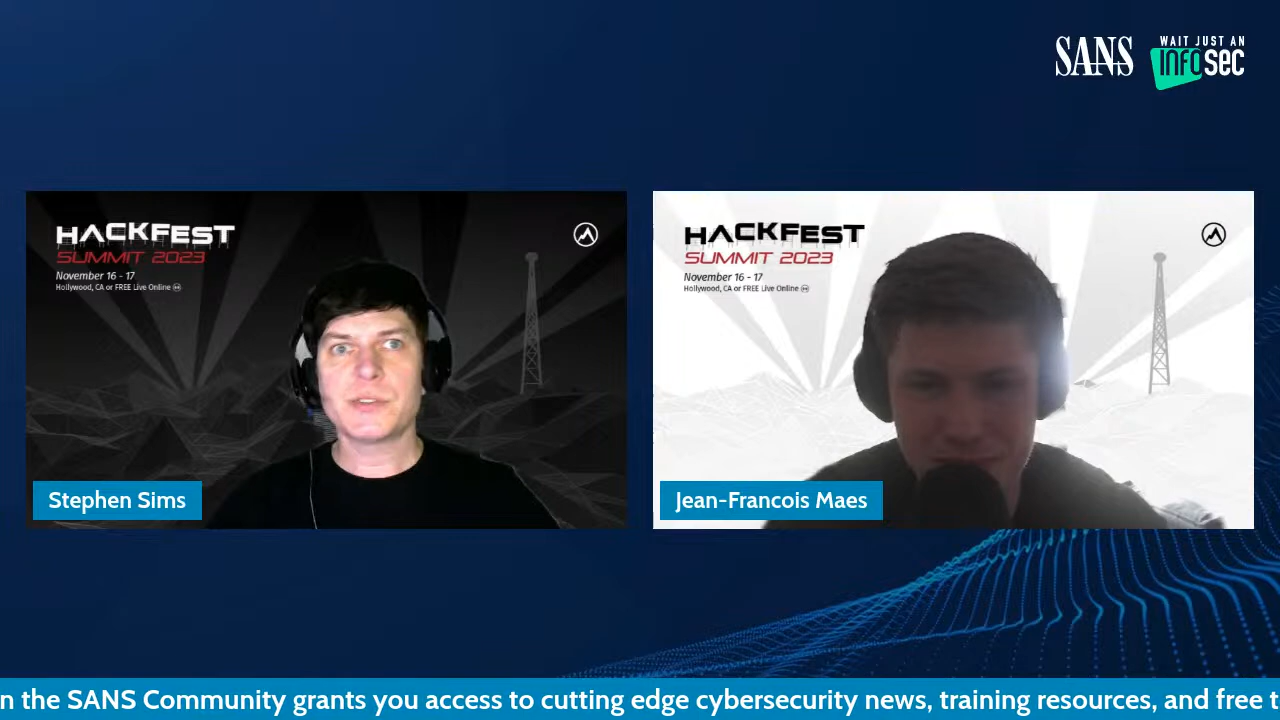 SANS
WAIT JUST AN
INFOSEC
HACKFEST
SUMMIT 2023
November 16 - 17
Hollywood, CA or FREE Live Online
HACKFEST
SUMMIT 2023
November 16 - 17
Hollywood, CA or FREE Live Online
Stephen Sims
Jean-Francois Maes
n the SANS Community grants you access to cutting edge cybersecurity news, training resources, and free t